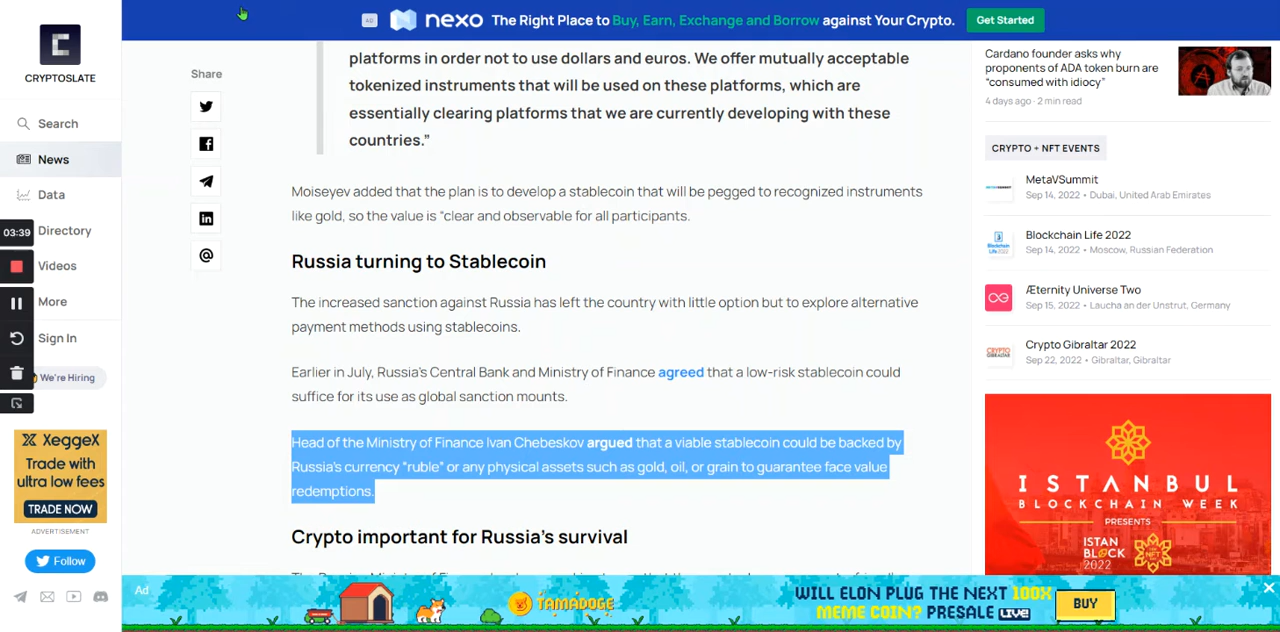 AD nexo The Right Place to Buy, Earn, Exchange and Borrow against Your Crypto. Get Started
CRYPTOSLATE
Search
News
Data
03:39
Directory
Videos
More
Sign In
We're Hiring
XeggeX
Trade with
ultra low fees
TRADE NOW
ADVERTISEMENT
Follow
Share
platforms in order not to use dollars and euros. We offer mutually acceptable
tokenized instruments that will be used on these platforms, which are
essentially clearing platforms that we are currently developing with these
countries.”
Moiseyev added that the plan is to develop a stablecoin that will be pegged to recognized instruments
like gold, so the value is “clear and observable for all participants.
Russia turning to Stablecoin
The increased sanction against Russia has left the country with little option but to explore alternative
payment methods using stablecoins.
Earlier in July, Russia’s Central Bank and Ministry of Finance agreed that a low-risk stablecoin could
suffice for its use as global sanction mounts.
Head of the Ministry of Finance Ivan Chebeskov argued that a viable stablecoin could be backed by
Russia’s currency “ruble” or any physical assets such as gold, oil, or grain to guarantee face value
redemptions.
Crypto important for Russia’s survival
Cardano founder asks why
proponents of ADA token burn are
“consumed with idiocy”
4 days ago · 2 min read
CRYPTO + NFT EVENTS
MetaVSummit
Sep 14, 2022 • Dubai, United Arab Emirates
Blockchain Life 2022
Sep 14, 2022 • Moscow, Russian Federation
Æternity Universe Two
Sep 15, 2022 • Laucha an der Unstrut, Germany
Crypto Gibraltar 2022
Sep 22, 2022 • Gibraltar, Gibraltar
ISTANBUL
BLOCKCHAIN WEEK
PRESENTS
ISTAN
BLOCK
2022
Ad
TAMADOGE
WILL ELON PLUG THE NEXT 100X
MEME COIN? PRESALE LIVE
BUY